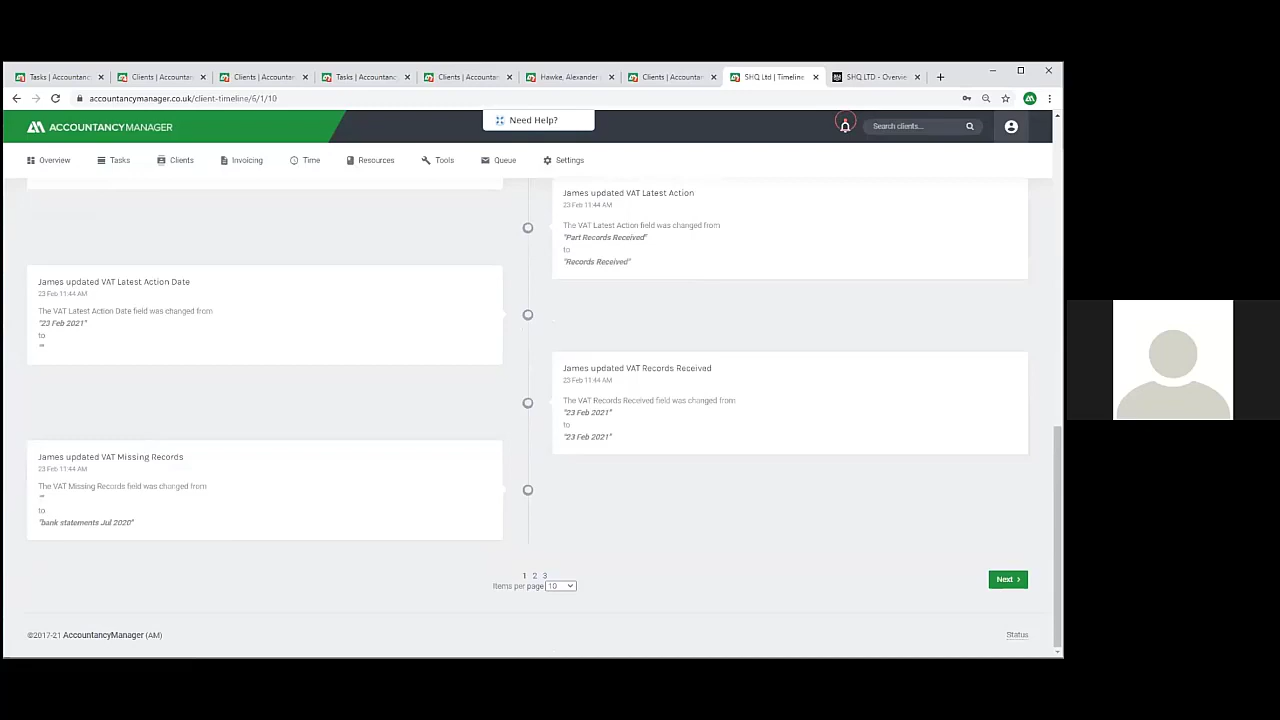 Tasks | Accountanc
Clients | Accountan
Clients | Accountan
Tasks | Accountanc
Clients | Accounta
Hawke, Alexander
Clients | Accountan
SHQ Ltd | Timeline
SHQ LTD - Overvie
accountancymanager.co.uk/client-timeline/6/1/10
ACCOUNTANCYMANAGER
Need Help?
Search clients...
Overview
Tasks
Clients
Invoicing
Time
Resources
Tools
Queue
Settings
James updated VAT Latest Action
23 Feb 11:44 AM
The VAT Latest Action field was changed from
"Part Records Received"
to
"Records Received"
James updated VAT Latest Action Date
23 Feb 11:44 AM
The VAT Latest Action Date field was changed from
"23 Feb 2021"
to
""
James updated VAT Records Received
23 Feb 11:44 AM
The VAT Records Received field was changed from
"23 Feb 2021"
to
"23 Feb 2021"
James updated VAT Missing Records
23 Feb 11:44 AM
The VAT Missing Records field was changed from
""
to
"bank statements Jul 2020"
1 2 3
Items per page 10
Next
©2017-21 AccountancyManager (AM)
Status